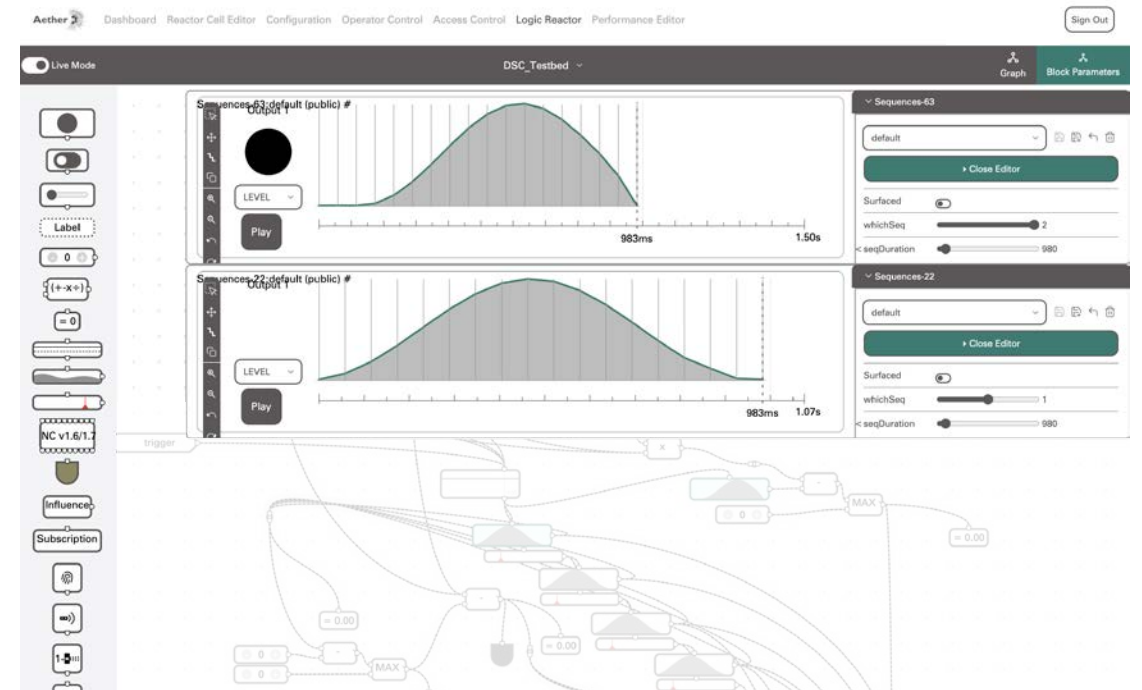 Aether
Dashboard
Reactor Cell Editor
Configuration
Operator Control
Access Control
Logic Reactor
Performance Editor
Sign Out
Live Mode
DSC_Testbed
Graph
Block Parameters
Label
0
(+-x÷)
= 0
NC v1.6/1.7
Influence
Subscription
1-
Sequences-63:default (public) #
Output 1
LEVEL
Play
983ms
1.50s
Sequences-63
default
Close Editor
Surfaced
whichSeq
2
< seqDuration
980
Sequences-22:default (public) #
Output 1
LEVEL
Play
983ms
1.07s
Sequences-22
default
Close Editor
Surfaced
whichSeq
1
< seqDuration
980
trigger
x
-
0
MAX
= 0.00
-
= 0.00
= 0.00
0
-
0
MAX